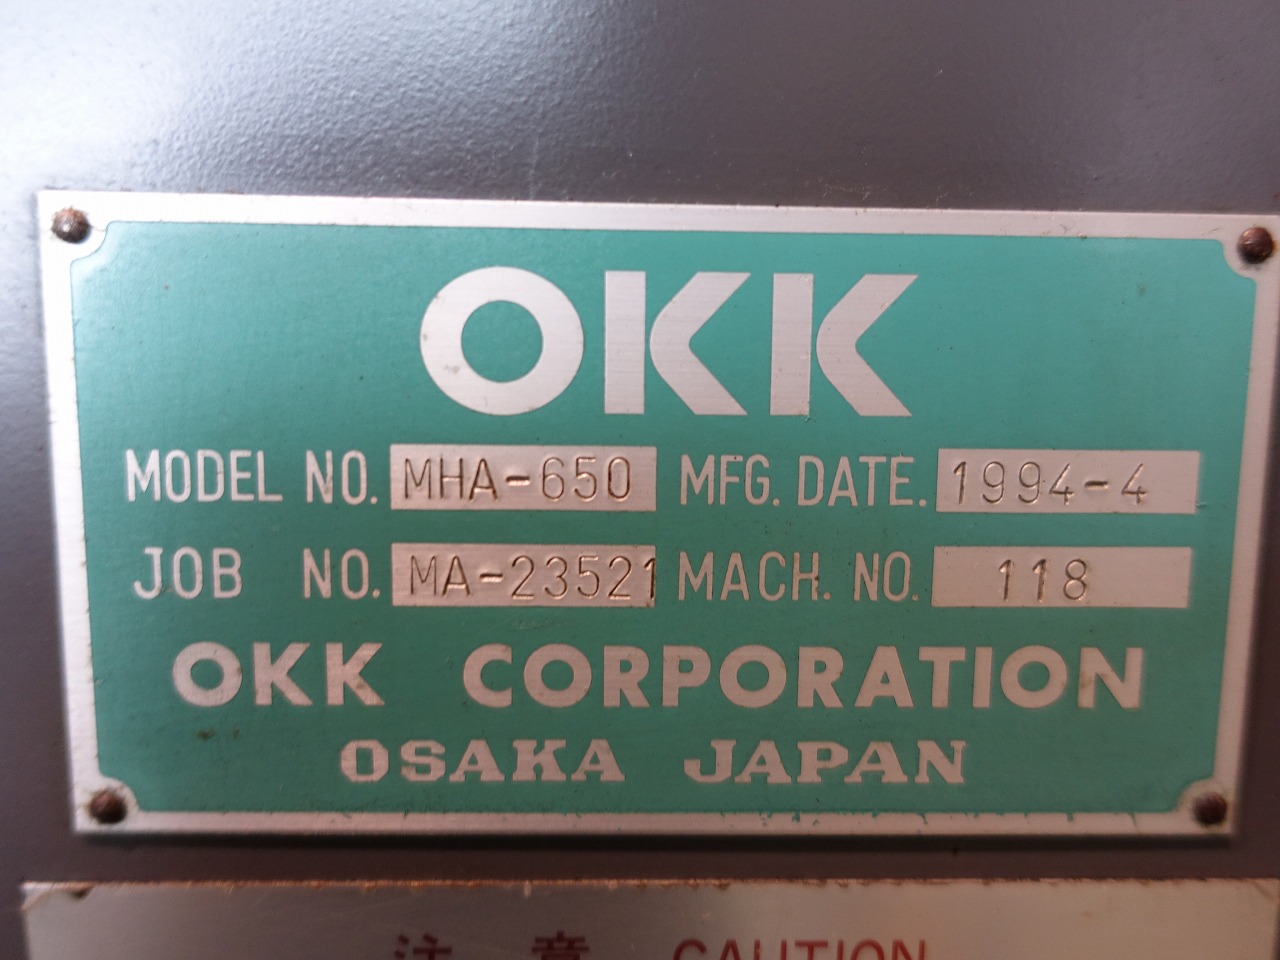 OKK
MODEL NO. MHA-650 MFG. DATE. 1994-4
JOB NO. MA-23521 MACH. NO. 118
OKK CORPORATION
OSAKA JAPAN
注意 CAUTION